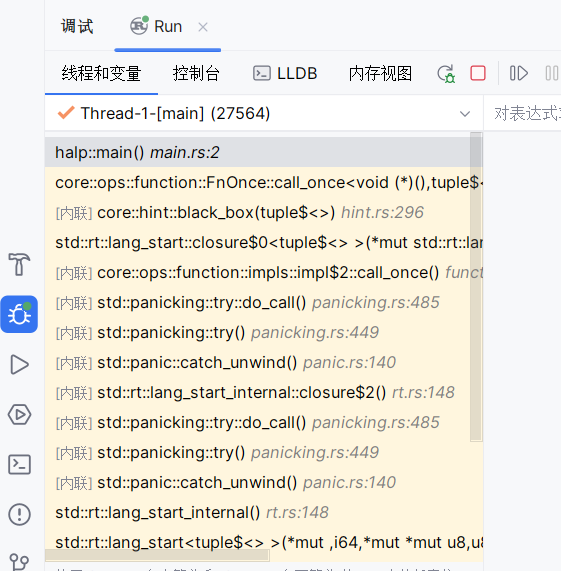 调试 Run
线程和变量 控制台 LLDB 内存视图
Thread-1-[main] (27564) 对表达式
halp::main() main.rs:2
core::ops::function::FnOnce::call_once<void (*)(),tuple$<
[内联] core::hint::black_box(tuple$<>) hint.rs:296
std::rt::lang_start::closure$0<tuple$<> >(*mut std::rt::lan
[内联] core::ops::function::impls::impl$2::call_once() funct
[内联] std::panicking::try::do_call() panicking.rs:485
[内联] std::panicking::try() panicking.rs:449
[内联] std::panic::catch_unwind() panic.rs:140
[内联] std::rt::lang_start_internal::closure$2() rt.rs:148
[内联] std::panicking::try::do_call() panicking.rs:485
[内联] std::panicking::try() panicking.rs:449
[内联] std::panic::catch_unwind() panic.rs:140
std::rt::lang_start_internal() rt.rs:148
std::rt::lang_start<tuple$<> >(*mut ,i64,*mut *mut u8,u8